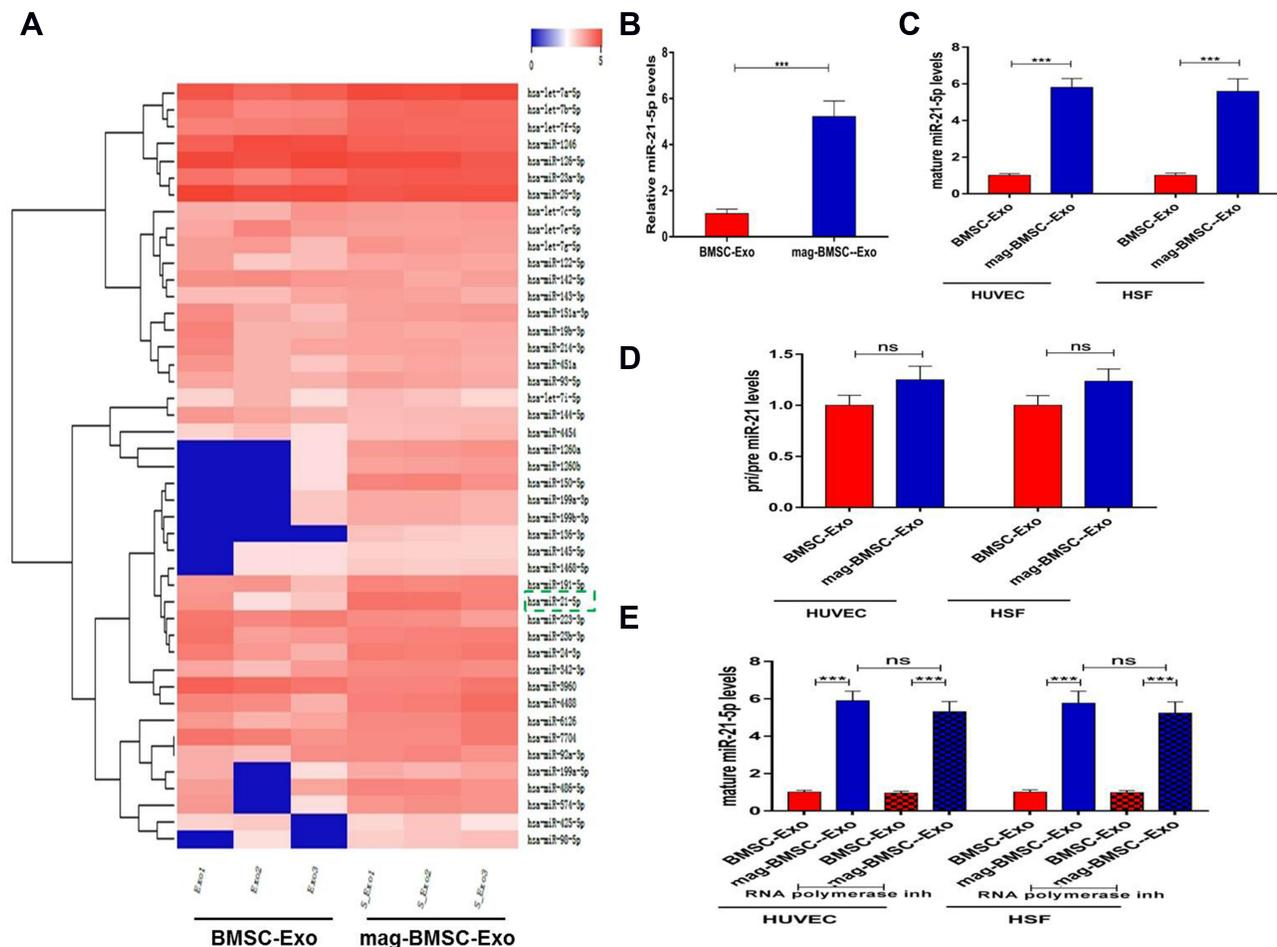 A
0
5
hsa-let-7a-5p
hsa-let-7b-5p
hsa-let-7f-5p
hsa-miR-1246
hsa-miR-126-5p
hsa-miR-23a-3p
hsa-miR-25-3p
hsa-let-7c-5p
hsa-let-7e-5p
hsa-let-7g-5p
hsa-miR-122-5p
hsa-miR-142-5p
hsa-miR-143-3p
hsa-miR-151a-3p
hsa-miR-19b-3p
hsa-miR-214-3p
hsa-miR-451a
hsa-miR-93-5p
hsa-let-7i-5p
hsa-miR-144-5p
hsa-miR-4454
hsa-miR-1260a
hsa-miR-1260b
hsa-miR-150-5p
hsa-miR-199a-3p
hsa-miR-199b-3p
hsa-miR-136-3p
hsa-miR-145-5p
hsa-miR-1468-5p
hsa-miR-191-5p
hsa-miR-21-5p
hsa-miR-223-3p
hsa-miR-23b-3p
hsa-miR-24-3p
hsa-miR-342-3p
hsa-miR-3960
hsa-miR-4488
hsa-miR-6126
hsa-miR-7704
hsa-miR-92a-3p
hsa-miR-199a-5p
hsa-miR-486-5p
hsa-miR-574-3p
hsa-miR-425-5p
hsa-miR-98-5p
Exo1
Exo2
Exo3
S_Exo1
S_Exo2
S_Exo3
BMSC-Exo
mag-BMSC-Exo
B
Relative miR-21-5p levels
8
6
4
2
0
***
BMSC-Exo
mag-BMSC--Exo
C
mature miR-21-5p levels
8
6
4
2
0
***
***
BMSC-Exo
mag-BMSC--Exo
BMSC-Exo
mag-BMSC--Exo
HUVEC
HSF
D
pri/pre miR-21 levels
1.5
1.0
0.5
0.0
ns
ns
BMSC-Exo
mag-BMSC--Exo
BMSC-Exo
mag-BMSC--Exo
HUVEC
HSF
E
mature miR-21-5p levels
8
6
4
2
0
ns
ns
***
***
***
***
BMSC-Exo
mag-BMSC--Exo
BMSC-Exo
mag-BMSC--Exo
BMSC-Exo
mag-BMSC--Exo
BMSC-Exo
mag-BMSC--Exo
RNA polymerase inh
RNA polymerase inh
HUVEC
HSF